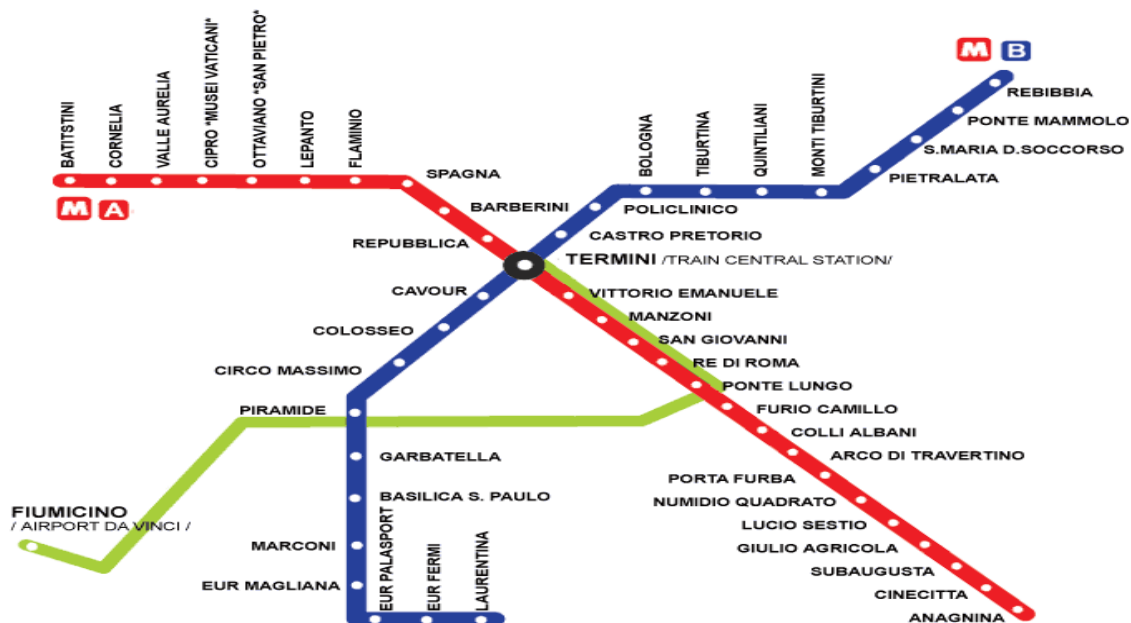 BATITSTINI
CORNELIA
VALLE AURELIA
CIPRO "MUSEI VATICANI"
OTTAVIANO "SAN PIETRO"
LEPANTO
FLAMINIO
M A
SPAGNA
BARBERINI
REPUBBLICA
M B
REBIBBIA
PONTE MAMMOLO
S.MARIA D.SOCCORSO
PIETRALATA
MONTI TIBURTINI
QUINTILIANI
TIBURTINA
BOLOGNA
POLICLINICO
CASTRO PRETORIO
TERMINI /TRAIN CENTRAL STATION/
CAVOUR
COLOSSEO
CIRCO MASSIMO
PIRAMIDE
GARBATELLA
BASILICA S. PAULO
MARCONI
EUR MAGLIANA
EUR PALASPORT
EUR FERMI
LAURENTINA
VITTORIO EMANUELE
MANZONI
SAN GIOVANNI
RE DI ROMA
PONTE LUNGO
FURIO CAMILLO
COLLI ALBANI
ARCO DI TRAVERTINO
PORTA FURBA
NUMIDIO QUADRATO
LUCIO SESTIO
GIULIO AGRICOLA
SUBAUGUSTA
CINECITTA
ANAGNINA
FIUMICINO
/ AIRPORT DA VINCI /